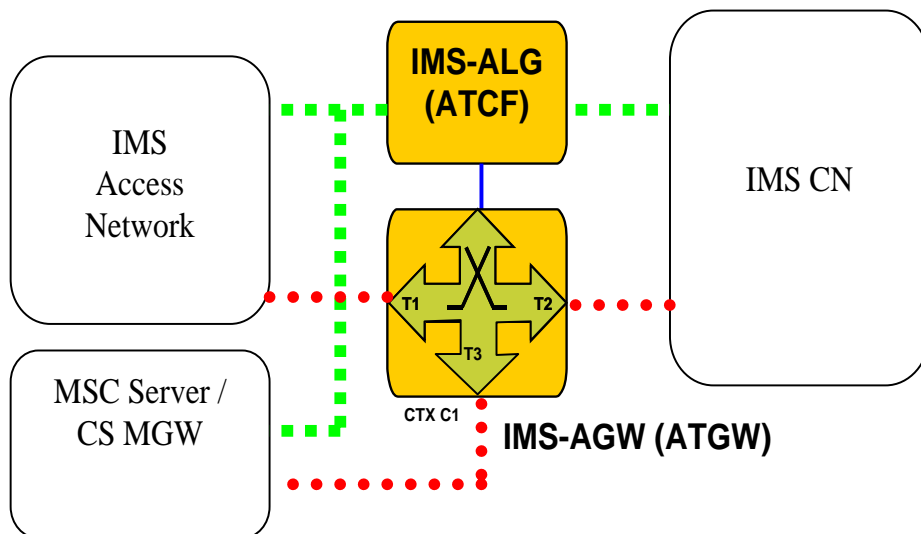 IMS-ALG
(ATCF)
IMS
Access
Network
IMS CN
T1
T2
T3
MSC Server /
CS MGW
CTX C1
IMS-AGW (ATGW)